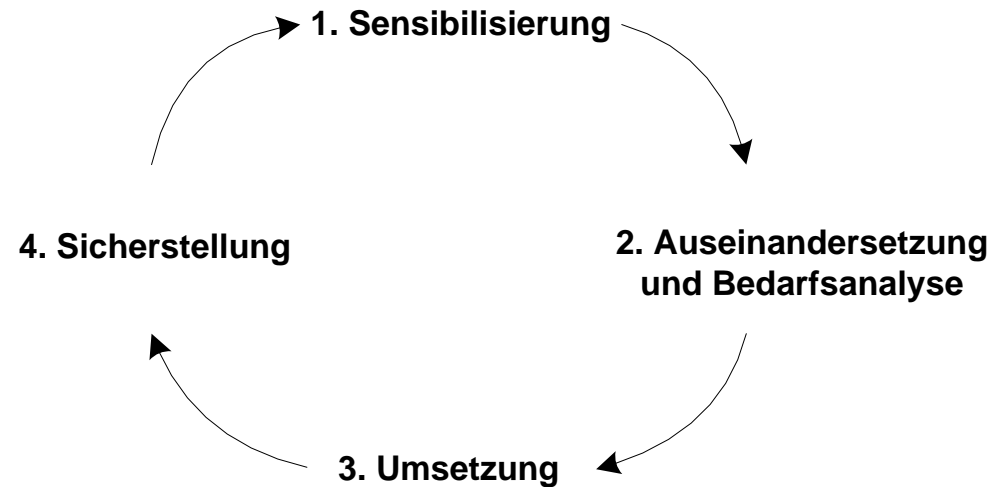 1. Sensibilisierung
2. Auseinandersetzung
und Bedarfsanalyse
3. Umsetzung
4. Sicherstellung